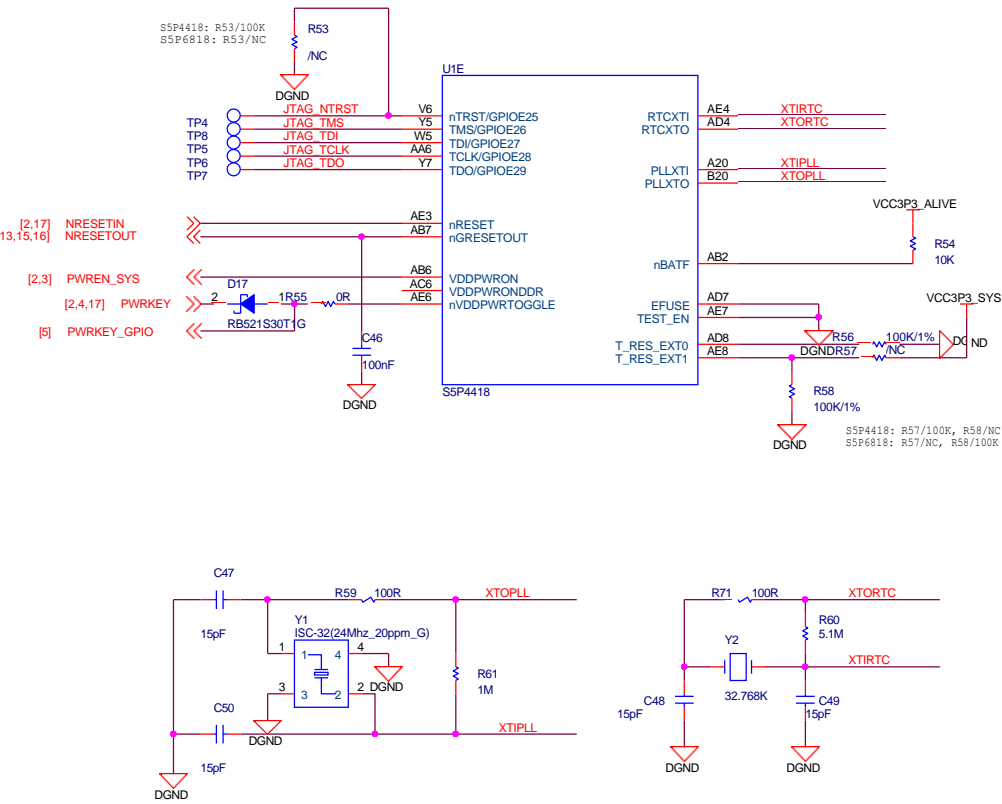 S5P4418: R53/100K
S5P6818: R53/NC
R53
/NC
DGND
U1E
JTAG_NTRST
V6
nTRST/GPIOE25
TP4
JTAG_TMS
Y5
TMS/GPIOE26
TP8
JTAG_TDI
W5
TDI/GPIOE27
TP5
JTAG_TCLK
AA6
TCLK/GPIOE28
TP6
JTAG_TDO
Y7
TDO/GPIOE29
TP7
RTCXTI
AE4
XTIRTC
RTCXTO
AD4
XTORTC
PLLXTI
A20
XTIPLL
PLLXTO
B20
XTOPLL
[2,17] NRESETIN
AE3
nRESET
13,15,16] NRESETOUT
AB7
nGRESETOUT
VCC3P3_ALIVE
R54
10K
nBATF
AB2
[2,3] PWREN_SYS
AB6
VDDPWRON
AC6
VDDPWRONDDR
D17
[2,4,17] PWRKEY
2
1
R55
0R
AE6
nVDDPWRTOGGLE
RB521S30T1G
[5] PWRKEY_GPIO
C46
100nF
DGND
EFUSE
AD7
TEST_EN
AE7
VCC3P3_SYS
T_RES_EXT0
AD8
R56
100K/1%
DGND
T_RES_EXT1
AE8
DGND
R57
/NC
R58
100K/1%
DGND
S5P4418
S5P4418: R57/100K, R58/NC
S5P6818: R57/NC, R58/100K
C47
15pF
R59
100R
XTOPLL
Y1
ISC-32(24Mhz_20ppm_G)
1
1
4
4
DGND
3
3
2
2
DGND
R61
1M
C50
15pF
XTIPLL
DGND
R71
100R
XTORTC
R60
5.1M
Y2
32.768K
XTIRTC
C48
15pF
C49
15pF
DGND
DGND